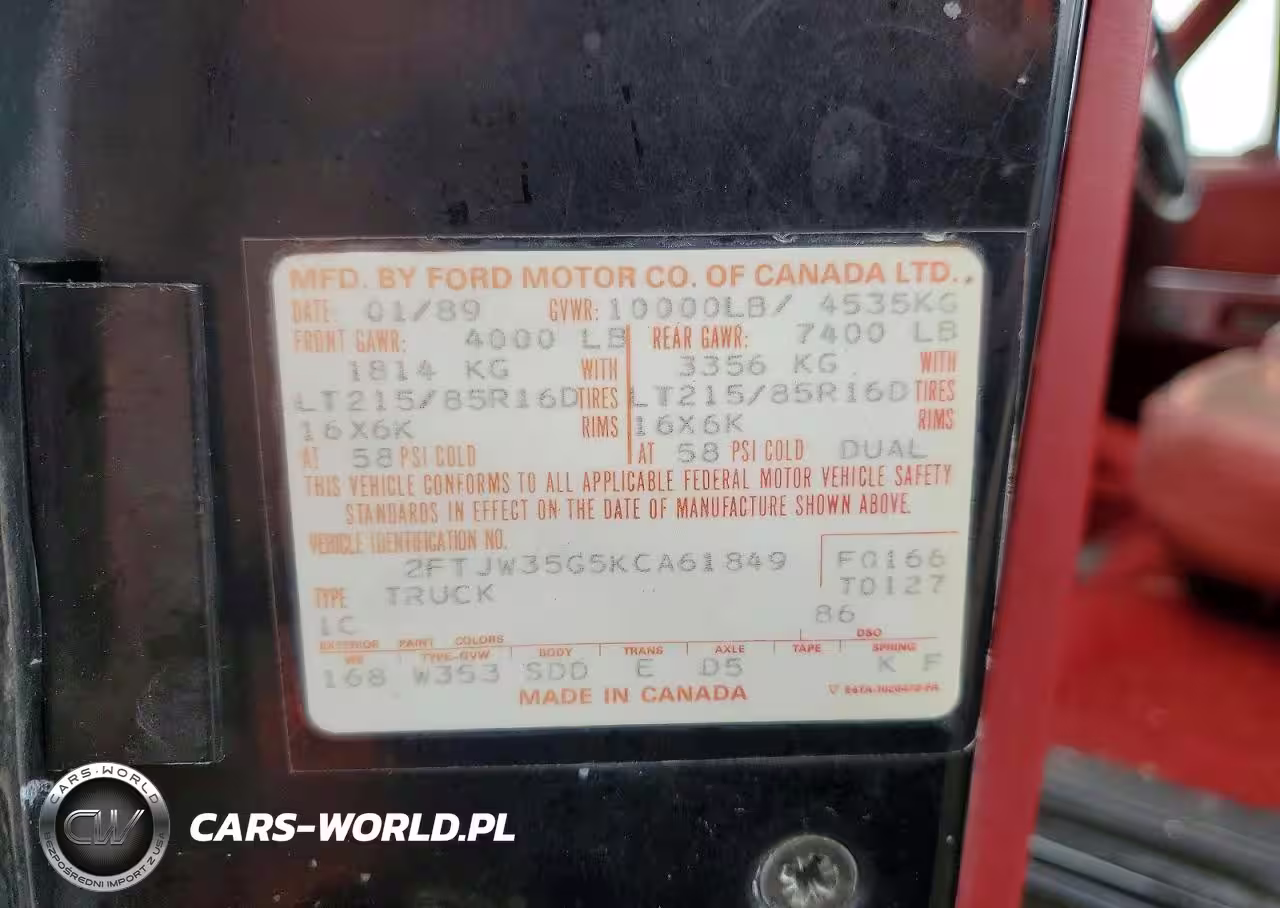 MFD. BY FORD MOTOR CO. OF CANADA LTD.
DATE: 01/89 GVWR: 10000LB/ 4535KG
FRONT GAWR: 4000 LB REAR GAWR: 7400 LB
1814 KG WITH 3356 KG WITH
LT215/85R16D TIRES LT215/85R16D TIRES
16X6K RIMS 16X6K RIMS
AT 58 PSI COLD AT 58 PSI COLD DUAL
THIS VEHICLE CONFORMS TO ALL APPLICABLE FEDERAL MOTOR VEHICLE SAFETY
STANDARDS IN EFFECT ON THE DATE OF MANUFACTURE SHOWN ABOVE.
VEHICLE IDENTIFICATION NO.
2FTJW35G5KCA61849 F0166
TYPE TRUCK T0127
1C 86
EXTERIOR PAINT COLORS DSO
WB TYPE-GVW BODY TRANS AXLE TAPE SPRING
168 W353 SDD E D5 K F
MADE IN CANADA
CARS-WORLD
CW
BEZPOŚREDNI IMPORT Z USA
CARS-WORLD.PL